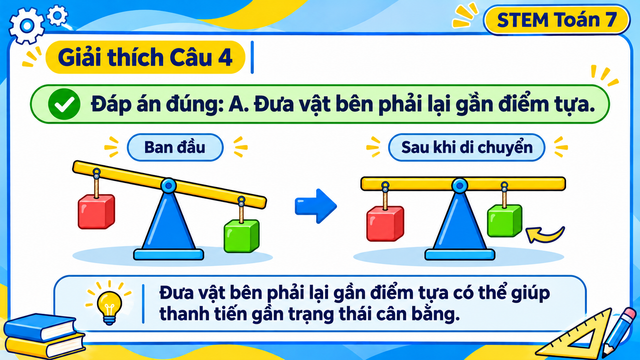 STEM Toán 7
Giải thích Câu 4
Đáp án đúng: A. Đưa vật bên phải lại gần điểm tựa.
Ban đầu
Sau khi di chuyển
Đưa vật bên phải lại gần điểm tựa có thể giúp
thanh tiến gần trạng thái cân bằng.